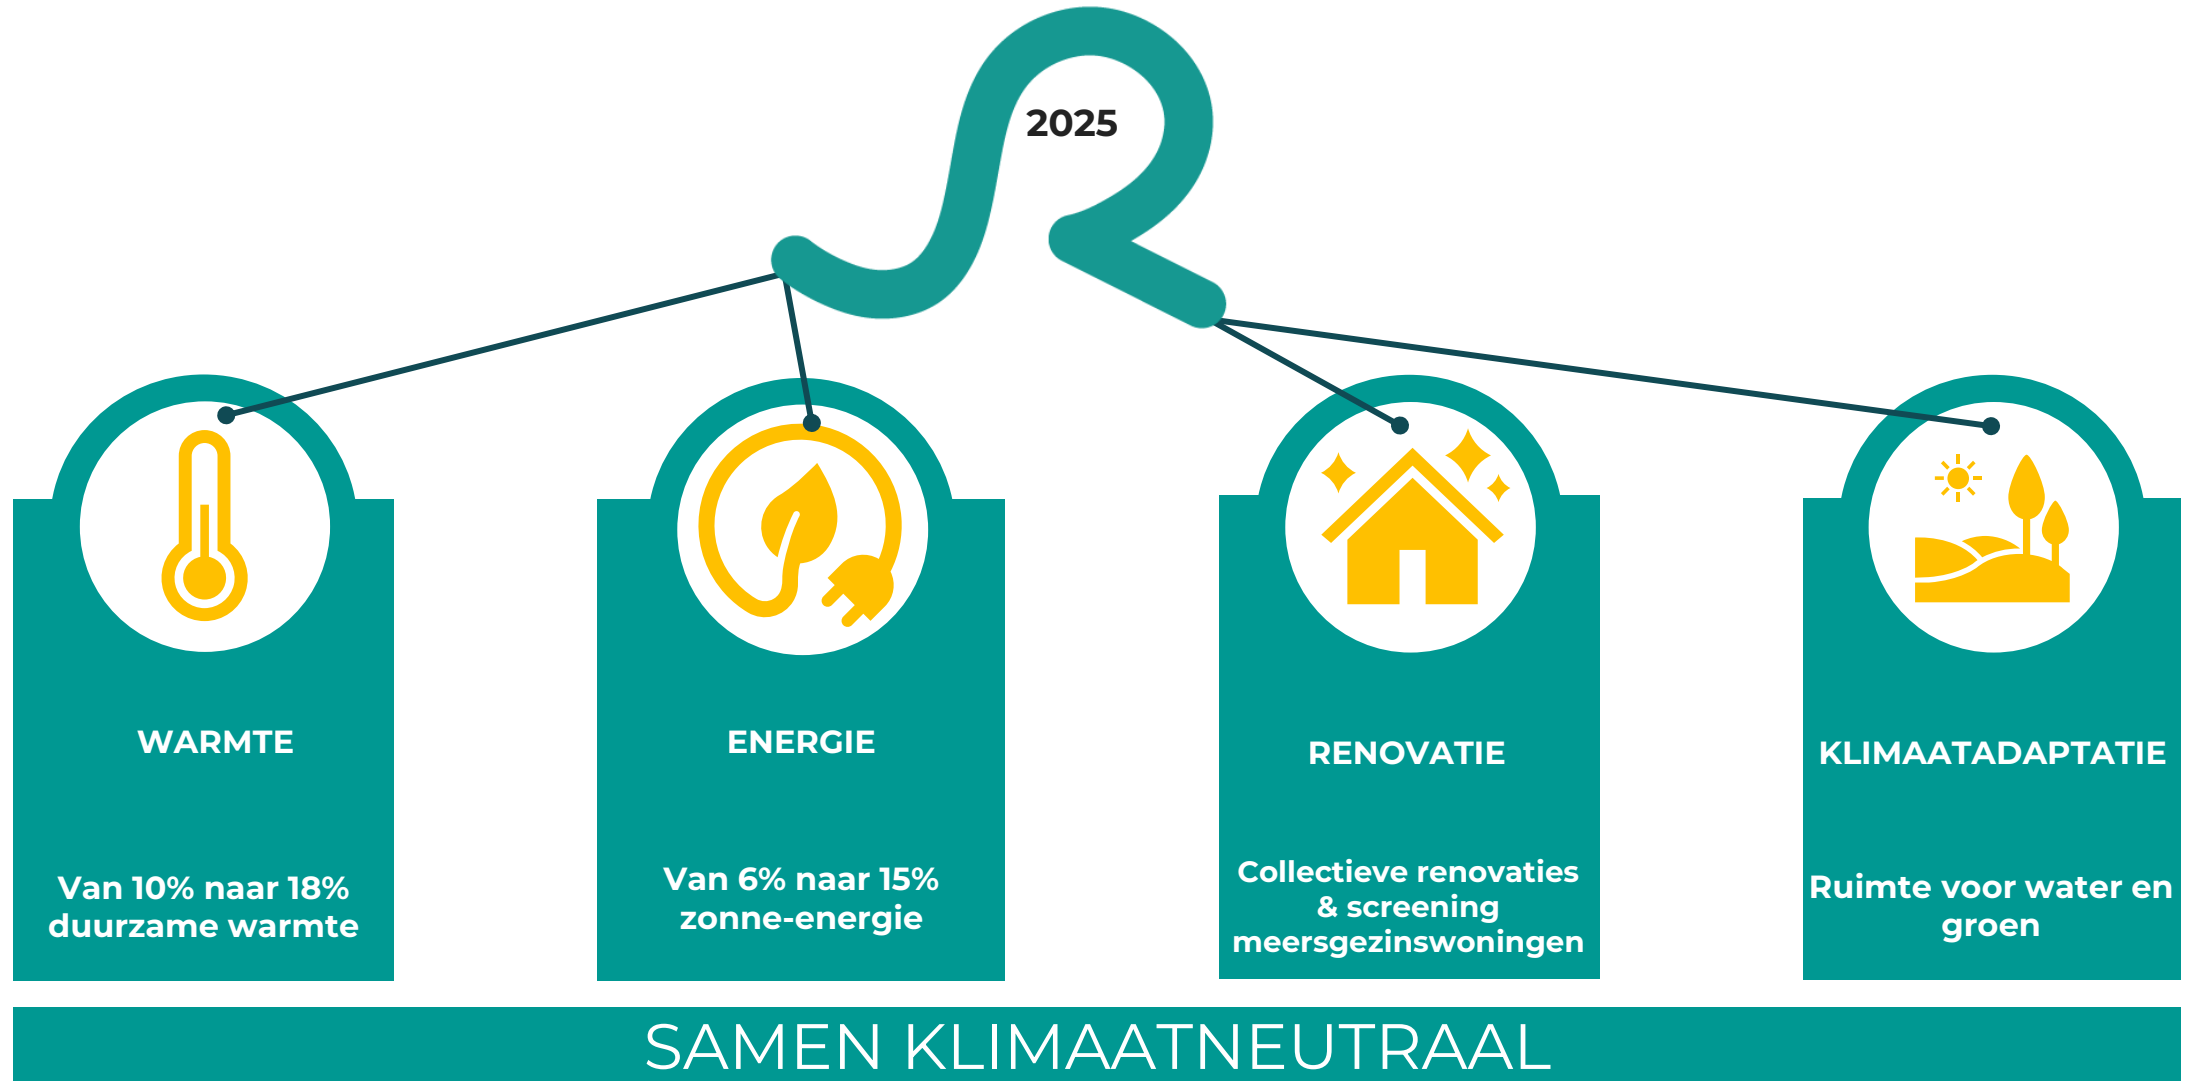 2025
WARMTE
Van 10% naar 18%
duurzame warmte
ENERGIE
Van 6% naar 15%
zonne-energie
RENOVATIE
Collectieve renovaties
& screening
meersgezinswoningen
KLIMAATADAPTATIE
Ruimte voor water en
groen
SAMEN KLIMAATNEUTRAAL